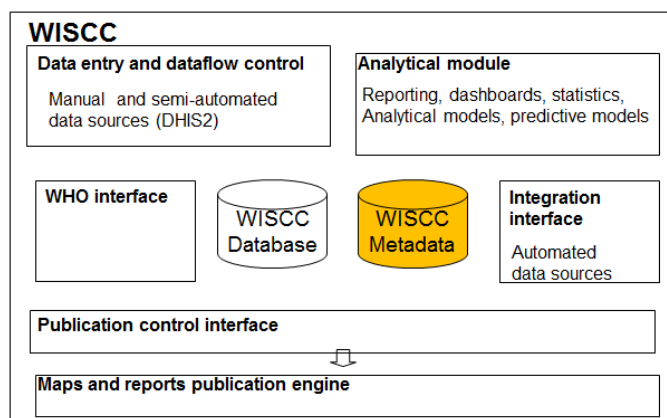 WISCC
Data entry and dataflow control
Manual and semi-automated
data sources (DHIS2)
Analytical module
Reporting, dashboards, statistics,
Analytical models, predictive models
WHO interface
WISCC
Database
WISCC
Metadata
Integration
interface
Automated
data sources
Publication control interface
Maps and reports publication engine